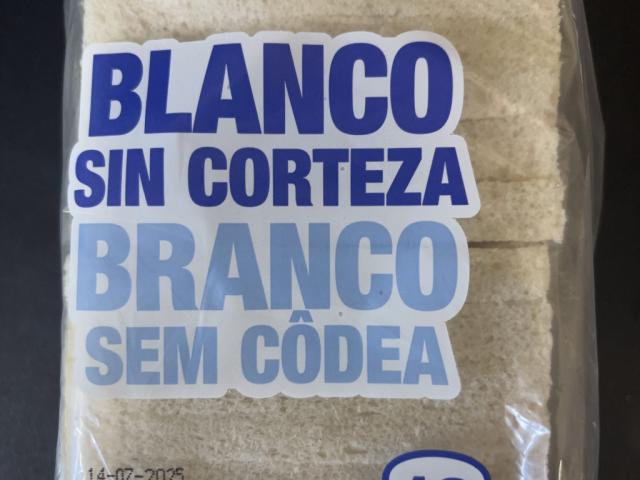 BLANCO
SIN CORTEZA
BRANCO
SEM CÔDEA
14-07-2025